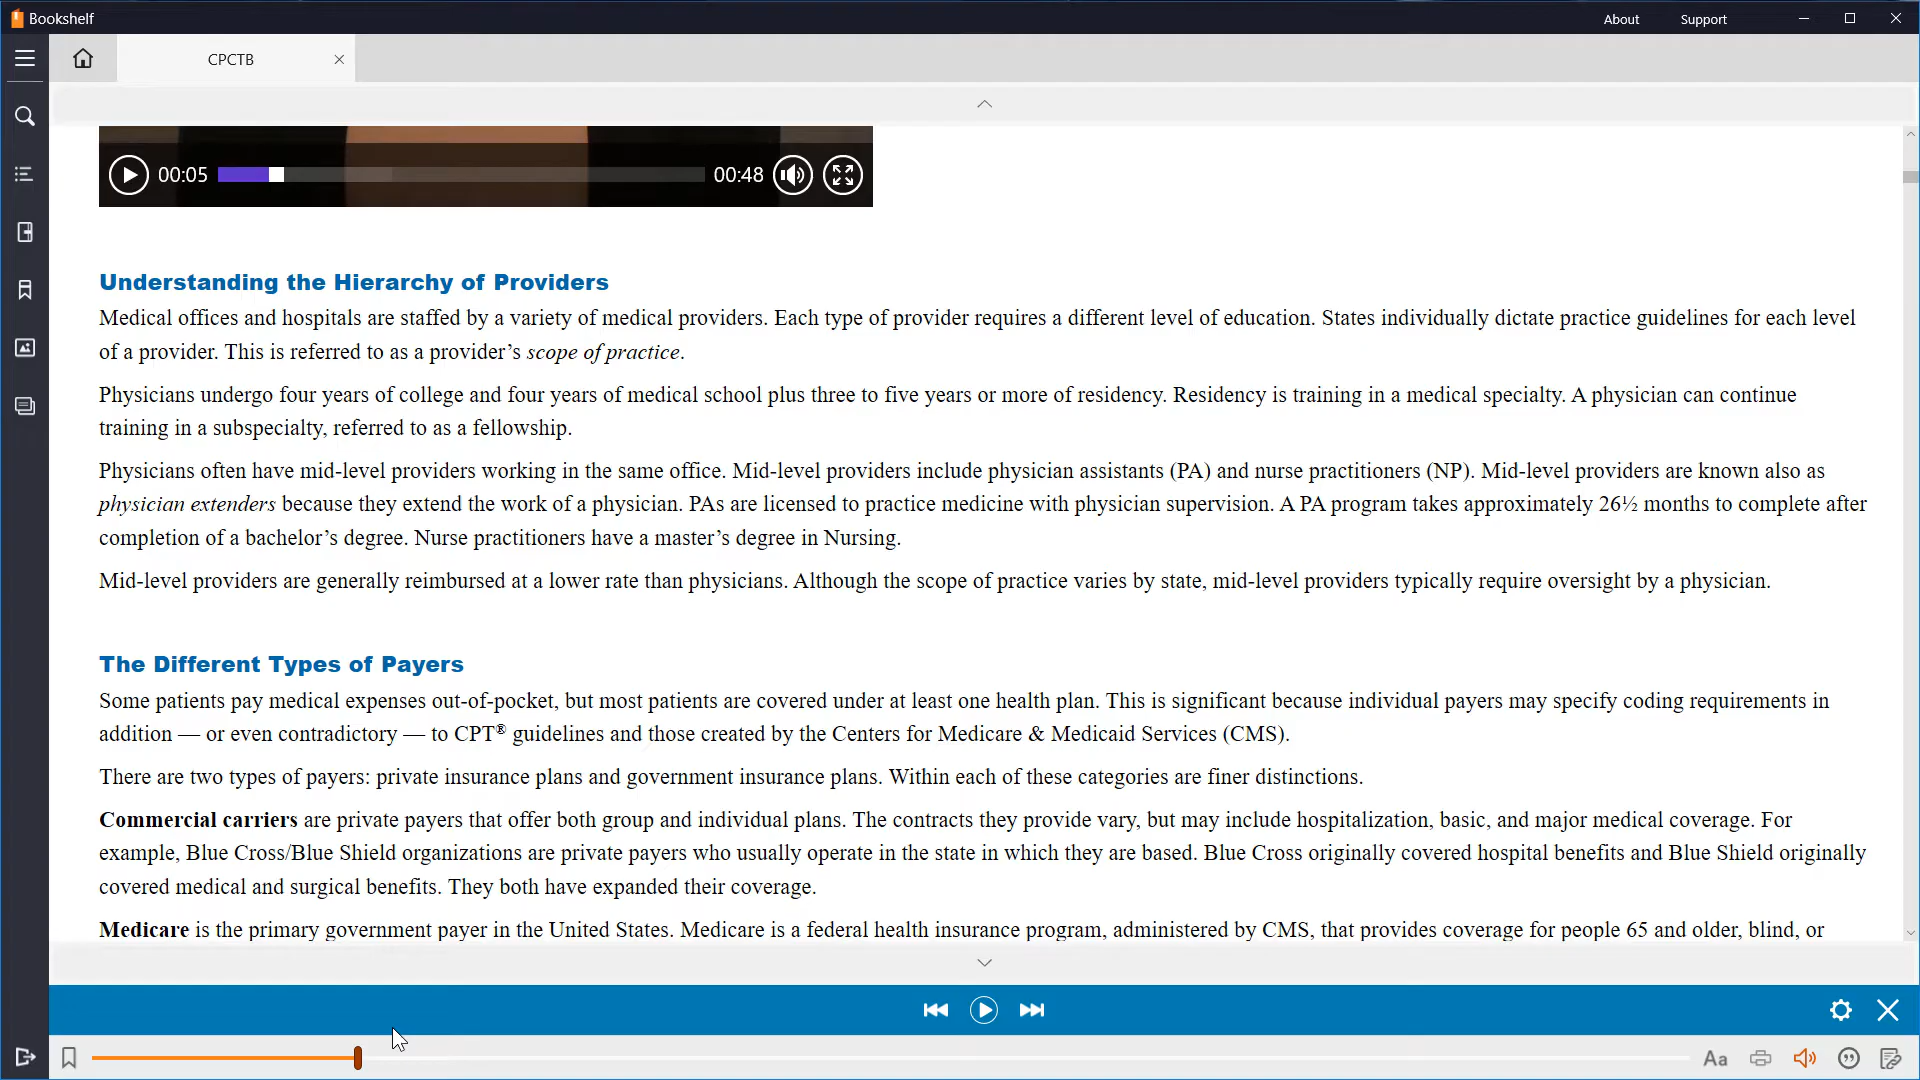 Bookshelf
About
Support
CPCTB
00:05
00:48
Understanding the Hierarchy of Providers
Medical offices and hospitals are staffed by a variety of medical providers. Each type of provider requires a different level of education. States individually dictate practice guidelines for each level
of a provider. This is referred to as a provider’s scope of practice.
Physicians undergo four years of college and four years of medical school plus three to five years or more of residency. Residency is training in a medical specialty. A physician can continue
training in a subspecialty, referred to as a fellowship.
Physicians often have mid-level providers working in the same office. Mid-level providers include physician assistants (PA) and nurse practitioners (NP). Mid-level providers are known also as
physician extenders because they extend the work of a physician. PAs are licensed to practice medicine with physician supervision. A PA program takes approximately 26½ months to complete after
completion of a bachelor’s degree. Nurse practitioners have a master’s degree in Nursing.
Mid-level providers are generally reimbursed at a lower rate than physicians. Although the scope of practice varies by state, mid-level providers typically require oversight by a physician.
The Different Types of Payers
Some patients pay medical expenses out-of-pocket, but most patients are covered under at least one health plan. This is significant because individual payers may specify coding requirements in
addition — or even contradictory — to CPT® guidelines and those created by the Centers for Medicare & Medicaid Services (CMS).
There are two types of payers: private insurance plans and government insurance plans. Within each of these categories are finer distinctions.
Commercial carriers are private payers that offer both group and individual plans. The contracts they provide vary, but may include hospitalization, basic, and major medical coverage. For
example, Blue Cross/Blue Shield organizations are private payers who usually operate in the state in which they are based. Blue Cross originally covered hospital benefits and Blue Shield originally
covered medical and surgical benefits. They both have expanded their coverage.
Medicare is the primary government payer in the United States. Medicare is a federal health insurance program, administered by CMS, that provides coverage for people 65 and older, blind, or
Aa